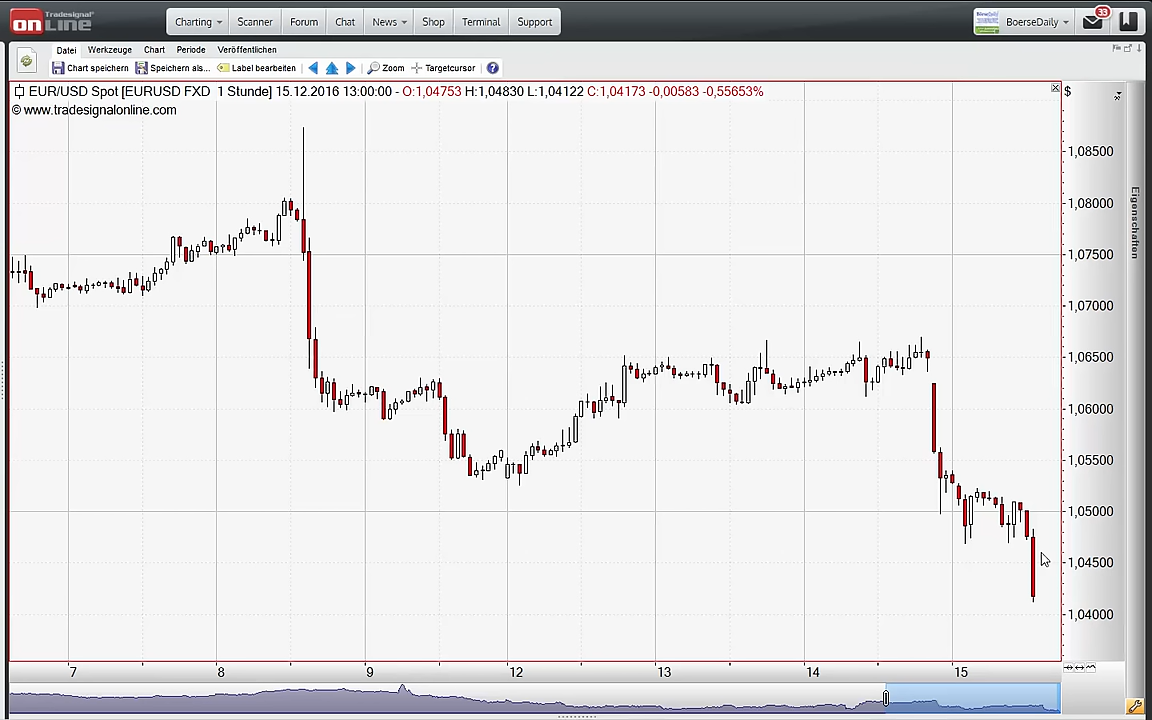 Tradesignal®
onLine
Charting Scanner Forum Chat News Shop Terminal Support
BoerseDaily 33
Datei Werkzeuge Chart Periode Veröffentlichen
Chart speichern Speichern als... Label bearbeiten Zoom Targetcursor ?
EUR/USD Spot [EURUSD FXD 1 Stunde] 15.12.2016 13:00:00 - O:1,04753 H:1,04830 L:1,04122 C:1,04173 -0,00583 -0,55653%
$
© www.tradesignalonline.com
1,08500
1,08000
1,07500
1,07000
1,06500
1,06000
1,05500
1,05000
1,04500
1,04000
Eigenschaften
7 8 9 12 13 14 15